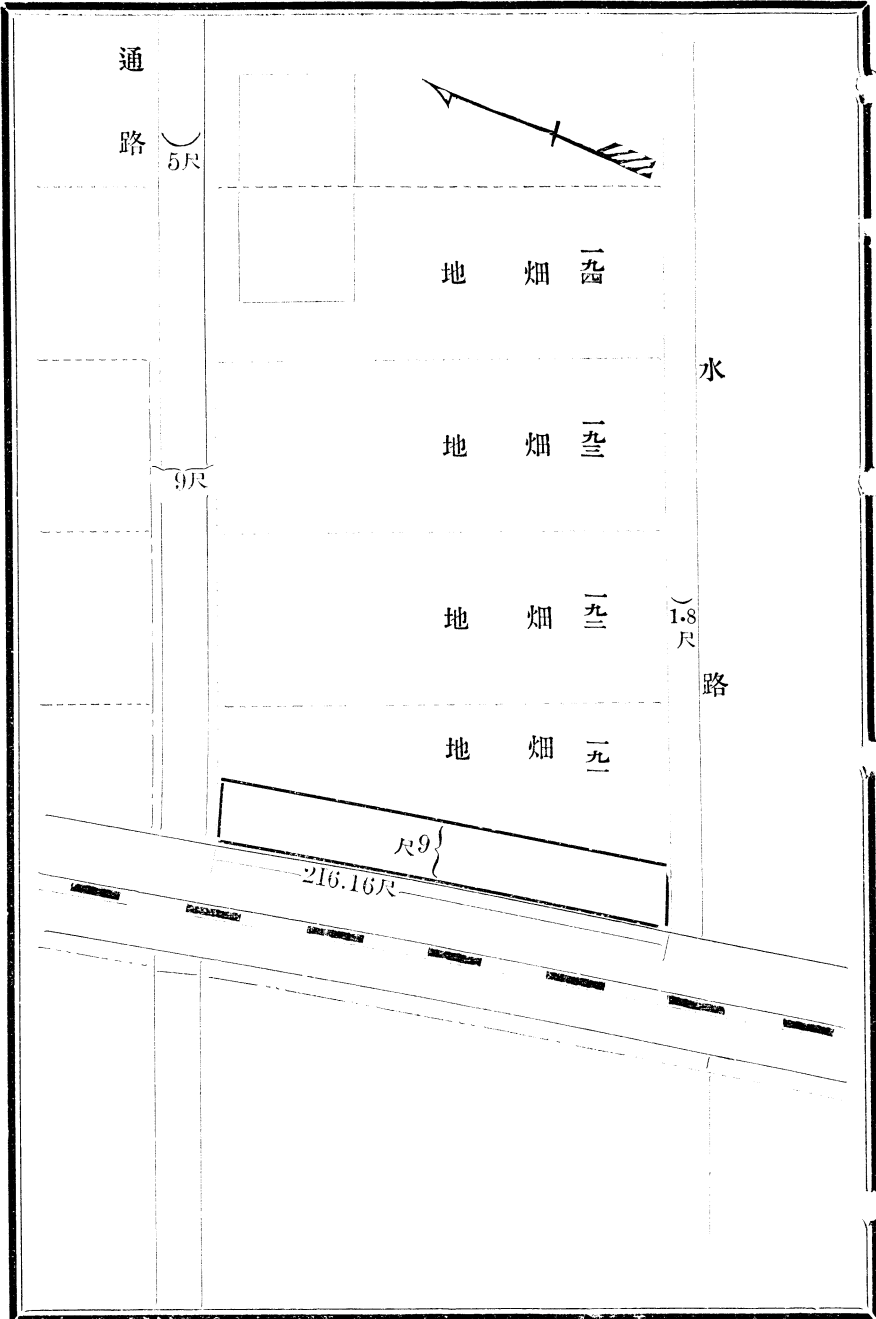 通路
5尺
一九四 畑地
水路
一九三 畑地
9尺
一九二 畑地
1.8尺
一九一 畑地
尺9
216.16尺